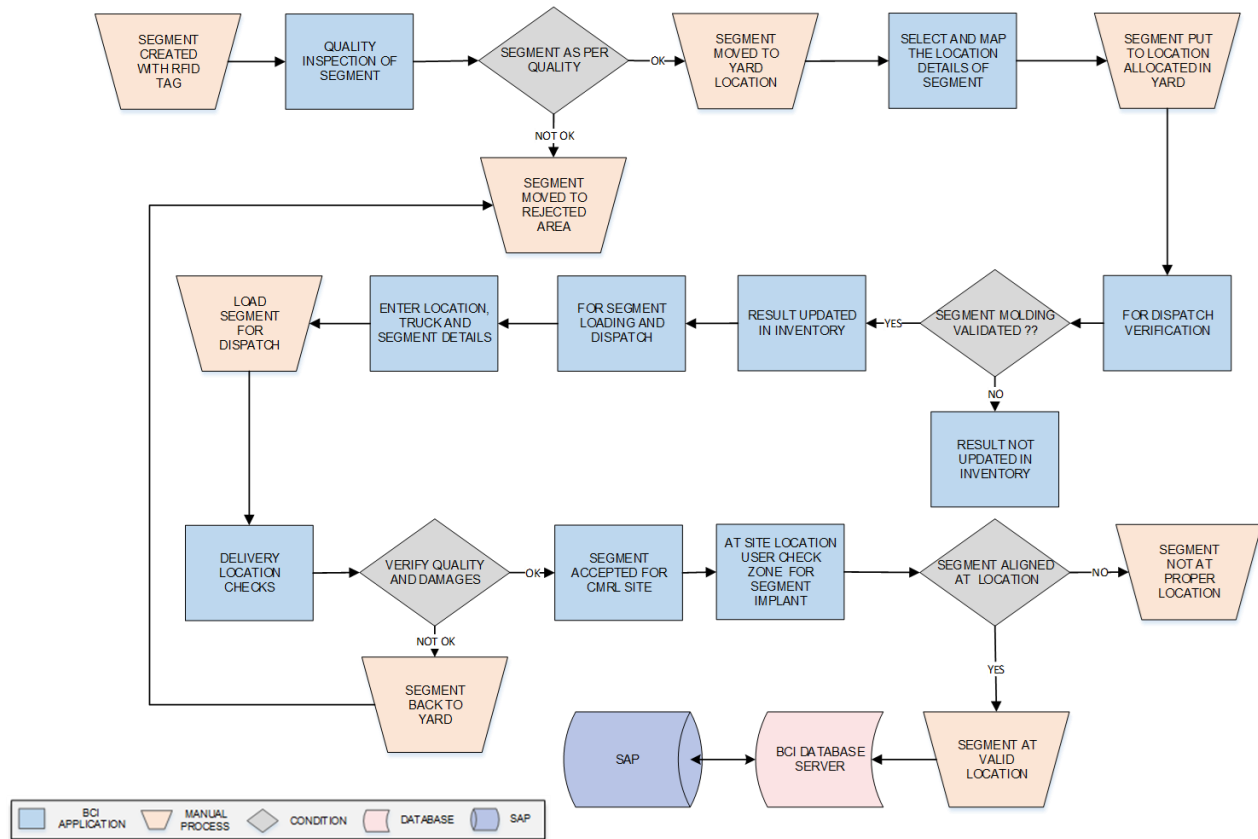 SEGMENT
CREATED
WITH RFID
TAG
QUALITY
INSPECTION OF
SEGMENT
SEGMENT AS PER
QUALITY
OK
SEGMENT
MOVED TO
YARD
LOCATION
SELECT AND MAP
THE LOCATION
DETAILS OF
SEGMENT
SEGMENT PUT
TO LOCATION
ALLOCATED IN
YARD
NOT OK
SEGMENT
MOVED TO
REJECTED
AREA
FOR DISPATCH
VERIFICATION
SEGMENT MOLDING
VALIDATED ??
YES
RESULT UPDATED
IN INVENTORY
FOR SEGMENT
LOADING AND
DISPATCH
ENTER LOCATION,
TRUCK AND
SEGMENT DETAILS
LOAD
SEGMENT FOR
DISPATCH
NO
RESULT NOT
UPDATED IN
INVENTORY
DELIVERY
LOCATION
CHECKS
VERIFY QUALITY
AND DAMAGES
OK
SEGMENT
ACCEPTED FOR
CMRL SITE
AT SITE LOCATION
USER CHECK
ZONE FOR
SEGMENT
IMPLANT
SEGMENT ALIGNED
AT LOCATION
NO
SEGMENT
NOT AT
PROPER
LOCATION
NOT OK
SEGMENT
BACK TO
YARD
YES
SEGMENT AT
VALID
LOCATION
BCI DATABASE
SERVER
SAP
BCI
APPLICATION
MANUAL
PROCESS
CONDITION
DATABASE
SAP